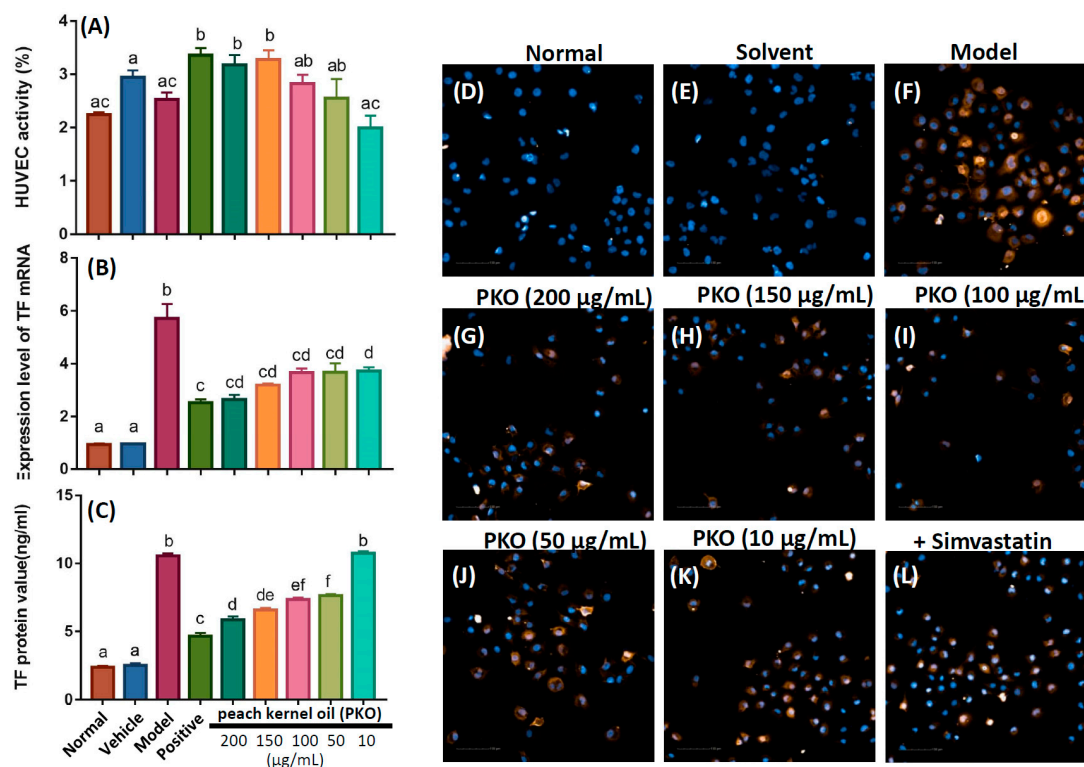 (A)
HUVEC activity (%)
4
3
2
1
0
ac
a
ac
b
b
b
ab
ab
ac
(B)
Expression level of TF mRNA
8
6
4
2
0
a
a
b
c
cd
cd
cd
cd
d
(C)
TF protein value(ng/ml)
15
10
5
0
a
a
b
c
d
de
ef
f
b
Normal
Vehicle
Model
Positive
peach kernel oil (PKO)
200 150 100 50 10
(μg/mL)
Normal
Solvent
Model
(D)
(E)
(F)
PKO (200 μg/mL)
PKO (150 μg/mL)
PKO (100 μg/mL
(G)
(H)
(I)
PKO (50 μg/mL)
PKO (10 μg/mL)
+ Simvastatin
(J)
(K)
(L)